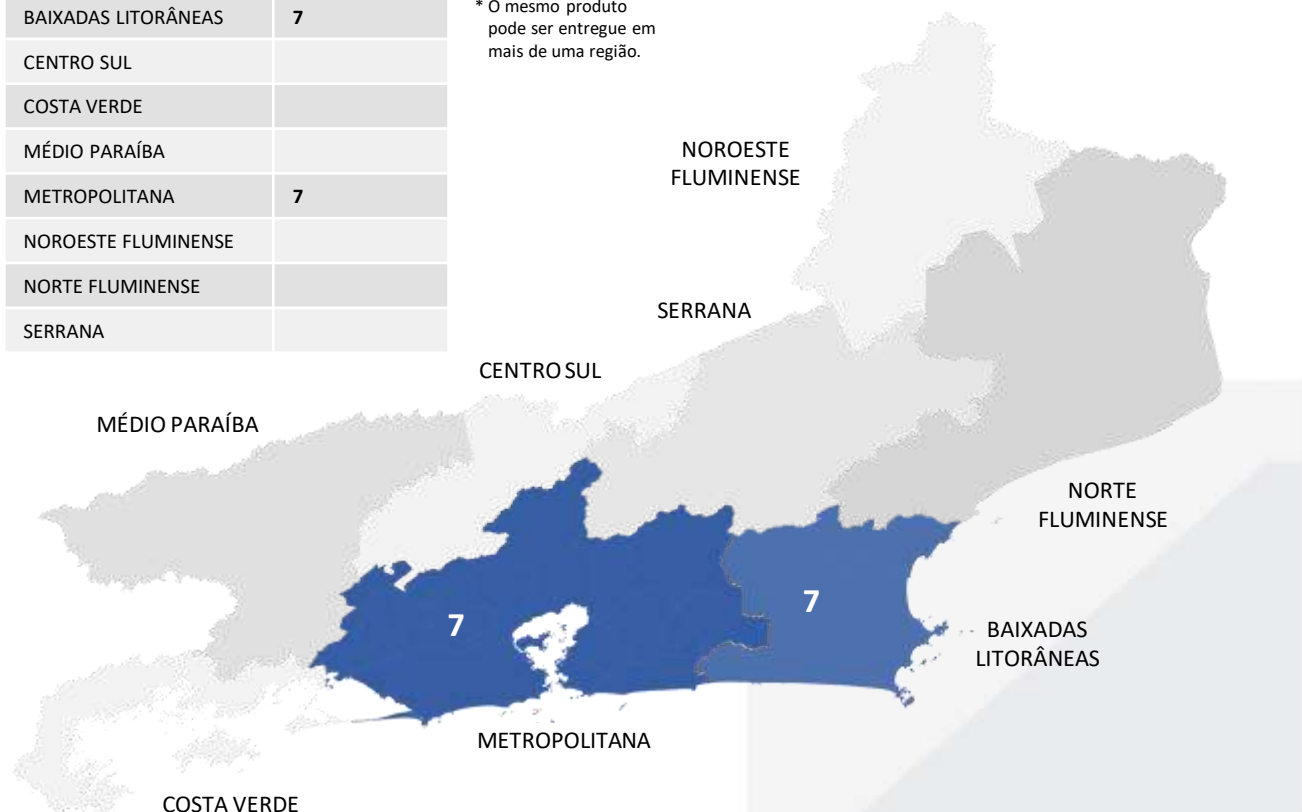 BAIXADAS LITORÂNEAS 7
CENTRO SUL
COSTA VERDE
MÉDIO PARAÍBA
METROPOLITANA 7
NOROESTE FLUMINENSE
NORTE FLUMINENSE
SERRANA
* O mesmo produto
pode ser entregue em
mais de uma região.
NOROESTE
FLUMINENSE
SERRANA
CENTRO SUL
MÉDIO PARAÍBA
NORTE
FLUMINENSE
7
7
BAIXADAS
LITORÂNEAS
METROPOLITANA
COSTA VERDE